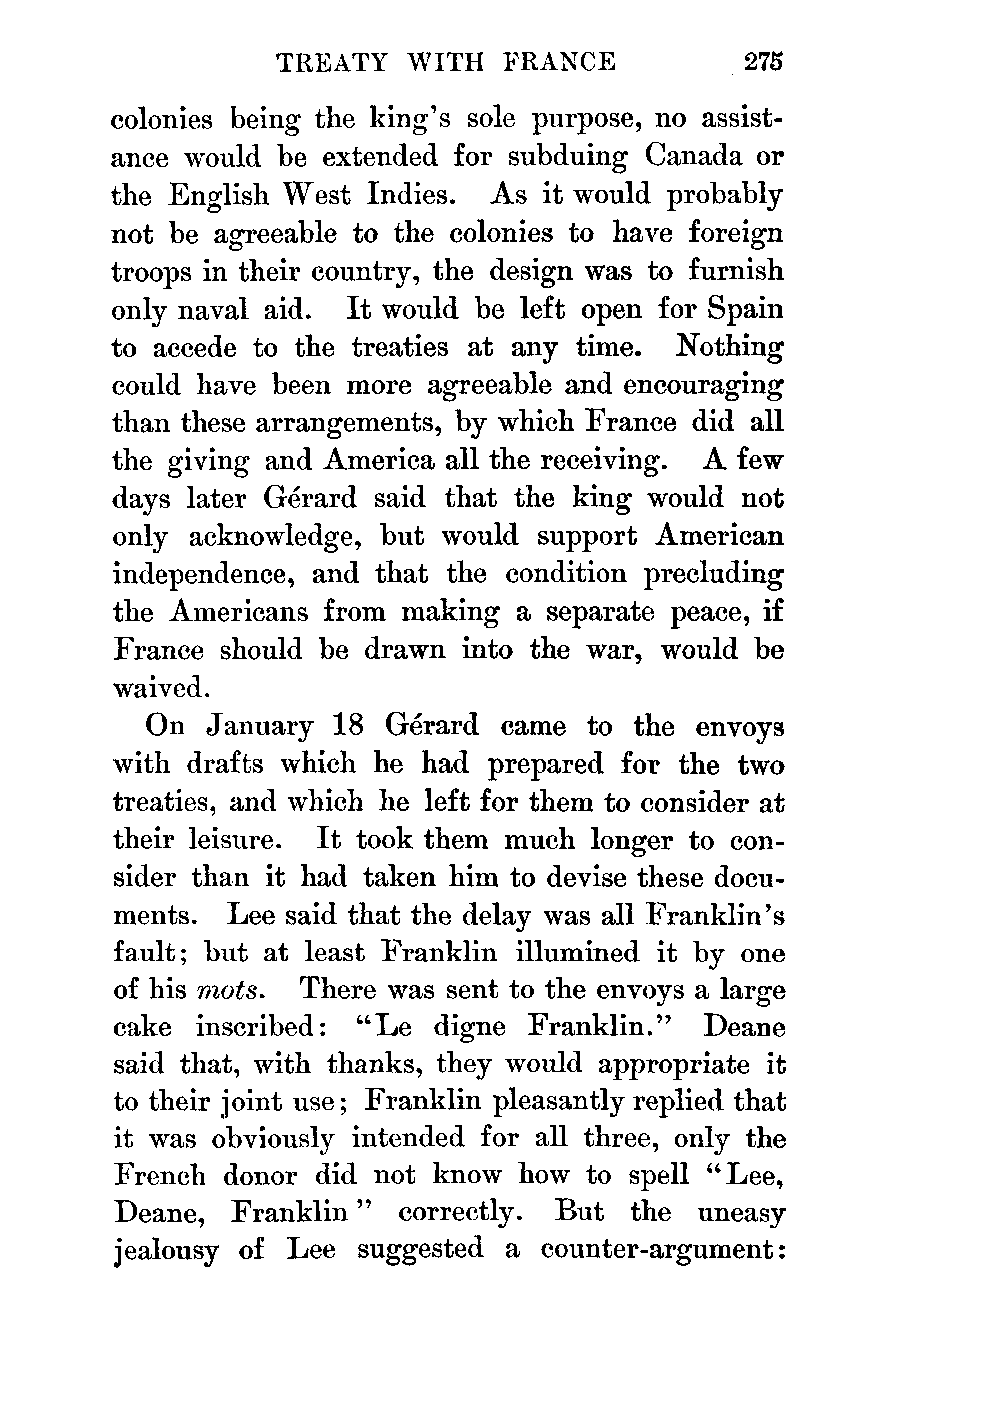 TREATY WITH FRANCE 275
colonies being the king's sole purpose, no assist-
ance would be extended for subduing Canada or
the English West Indies. As it would probably
not be agreeable to the colonies to have foreign
troops in their country, the design was to furnish
only naval aid. It would be left open for Spain
to accede to the treaties at any time. Nothing
could have been more agreeable and encouraging
than these arrangements, by which France did all
the giving and America all the receiving. A few
days later Gérard said that the king would not
only acknowledge, but would support American
independence, and that the condition precluding
the Americans from making a separate peace, if
France should be drawn into the war, would be
waived.
On January 18 Gérard came to the envoys
with drafts which he had prepared for the two
treaties, and which he left for them to consider at
their leisure. It took them much longer to con-
sider than it had taken him to devise these docu-
ments. Lee said that the delay was all Franklin's
fault; but at least Franklin illumined it by one
of his mots. There was sent to the envoys a large
cake inscribed: "Le digne Franklin." Deane
said that, with thanks, they would appropriate it
to their joint use; Franklin pleasantly replied that
it was obviously intended for all three, only the
French donor did not know how to spell "Lee,
Deane, Franklin" correctly. But the uneasy
jealousy of Lee suggested a counter-argument: